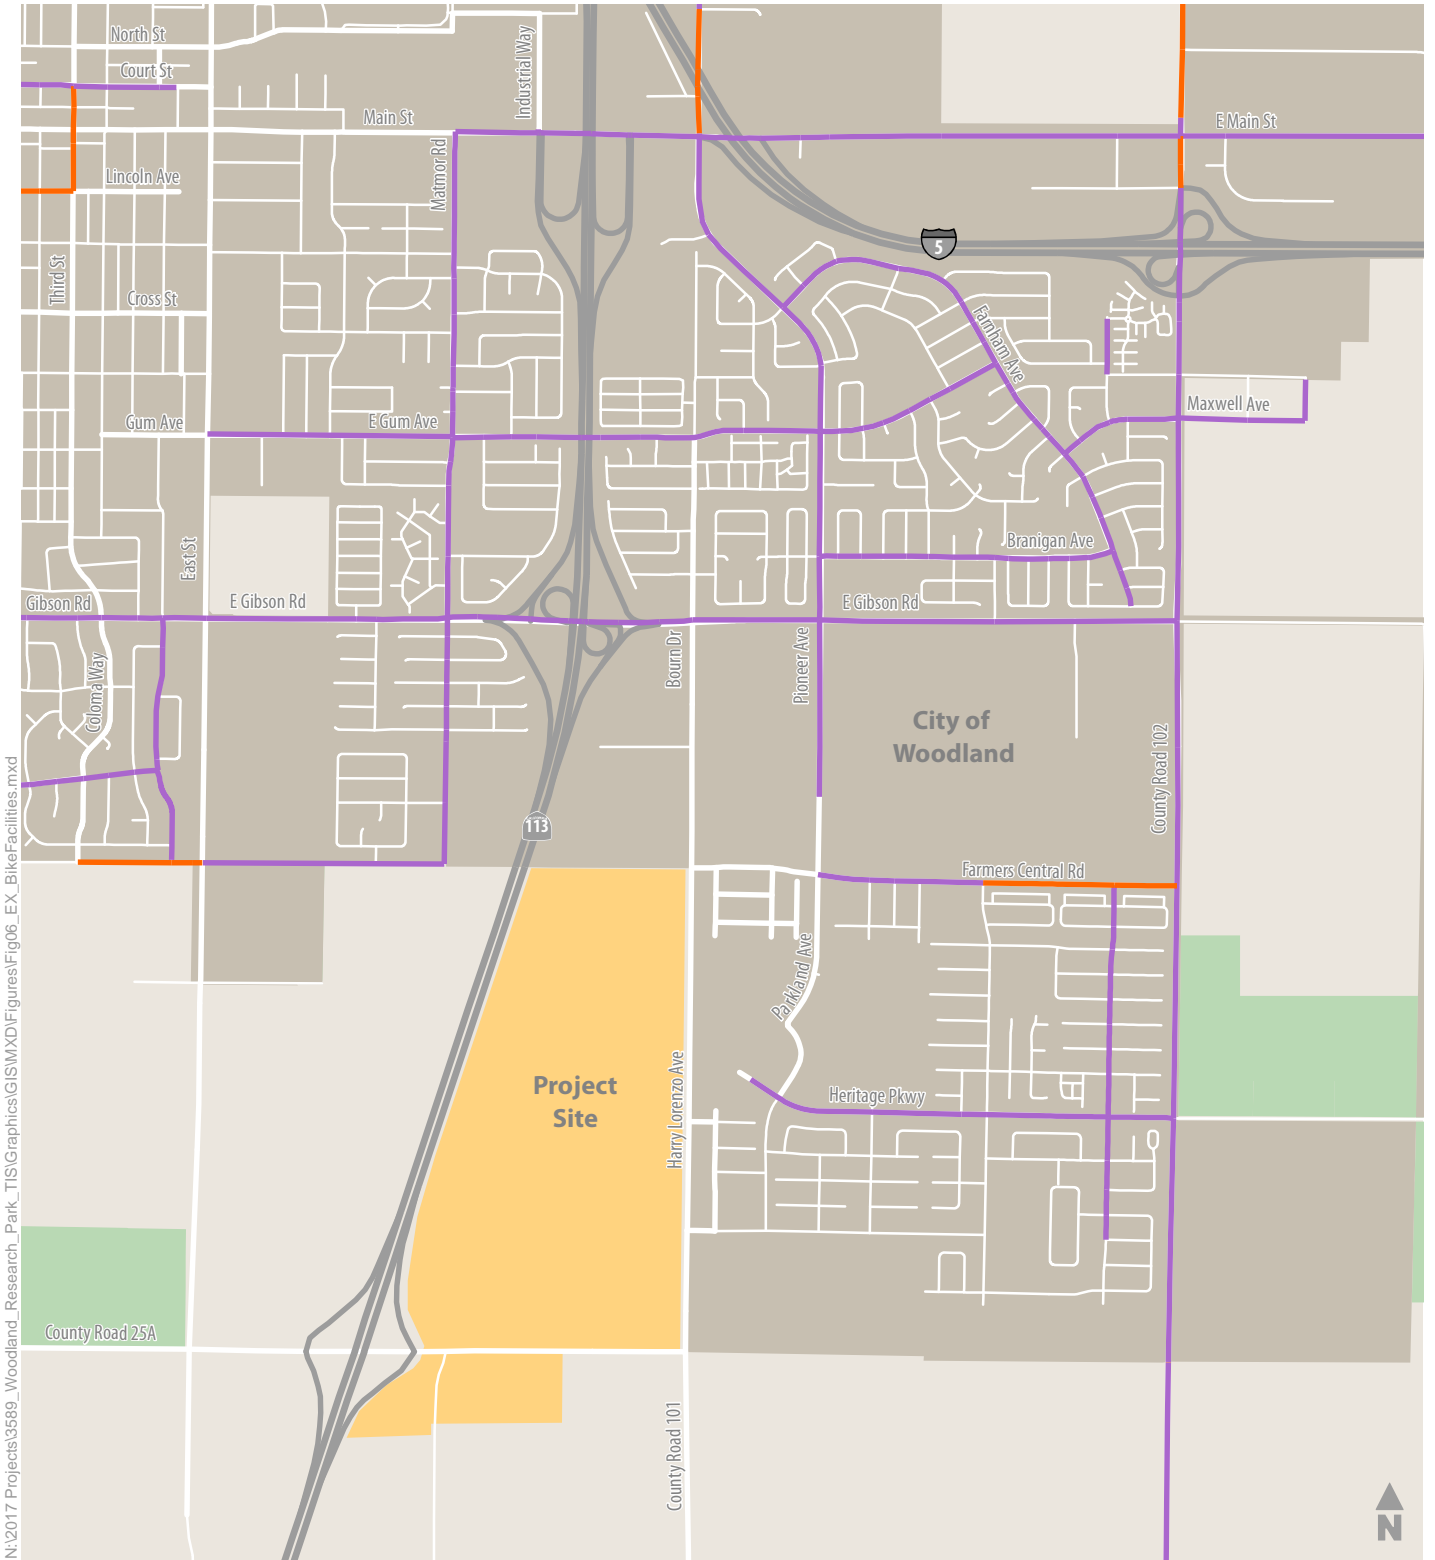 North St
Court St
Industrial Way
Main St
E Main St
Matmor Rd
Lincoln Ave
5
Third St
Cross St
Farnham Ave
Maxwell Ave
Gum Ave
E Gum Ave
East St
Branigan Ave
Gibson Rd
E Gibson Rd
E Gibson Rd
Bourn Dr
Pioneer Ave
Coloma Way
City of
Woodland
County Road 102
113
Farmers Central Rd
Parkland Ave
Project
Site
Harry Lorenzo Ave
Heritage Pkwy
County Road 25A
County Road 101
N
N:\2017 Projects\3589_Woodland_Research_Park_TIS\Graphics\GIS\MXD\Figures\Fig06_EX_BikeFacilities.mxd